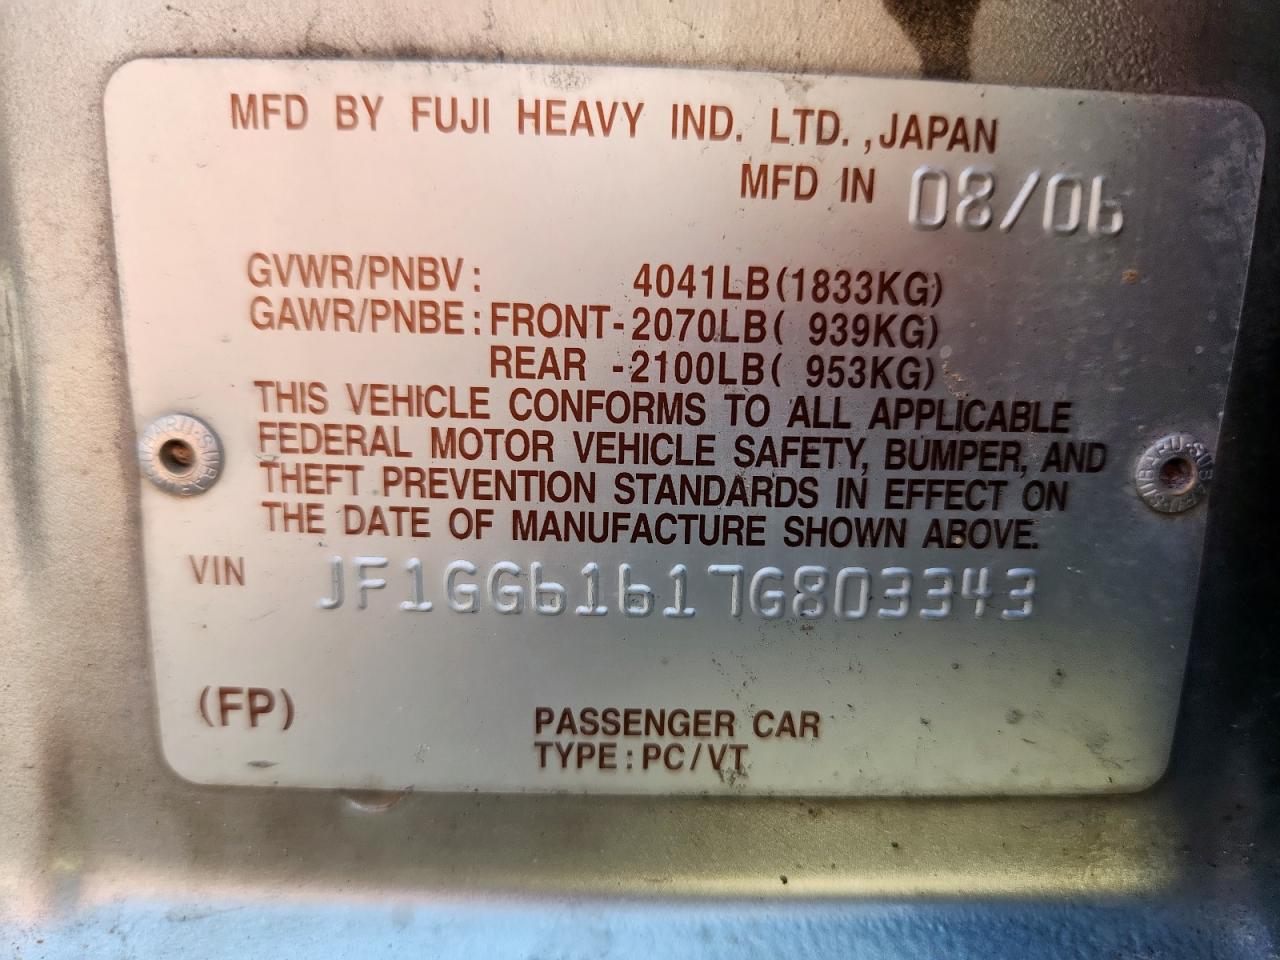 MFD BY FUJI HEAVY IND. LTD., JAPAN
MFD IN 08/06
GVWR/PNBV: 4041LB(1833KG)
GAWR/PNBE: FRONT-2070LB( 939KG)
REAR -2100LB( 953KG)
THIS VEHICLE CONFORMS TO ALL APPLICABLE
FEDERAL MOTOR VEHICLE SAFETY, BUMPER, AND
THEFT PREVENTION STANDARDS IN EFFECT ON
THE DATE OF MANUFACTURE SHOWN ABOVE.
VIN JF1GG61617G803343
(FP)
PASSENGER CAR
TYPE: PC/VT